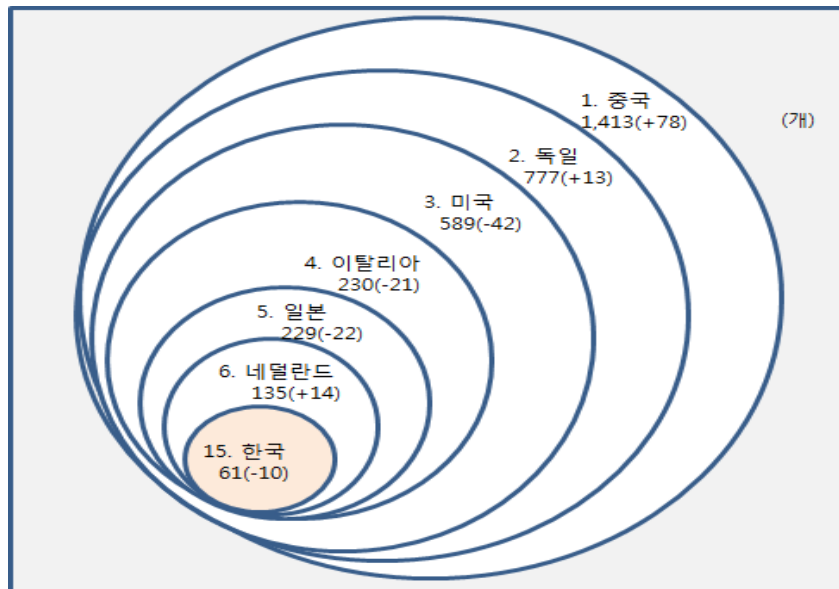 1. 중국
1,413(+78)
(개)
2. 독일
777(+13)
3. 미국
589(-42)
4. 이탈리아
230(-21)
5. 일본
229(-22)
6. 네덜란드
135(+14)
15. 한국
61(-10)